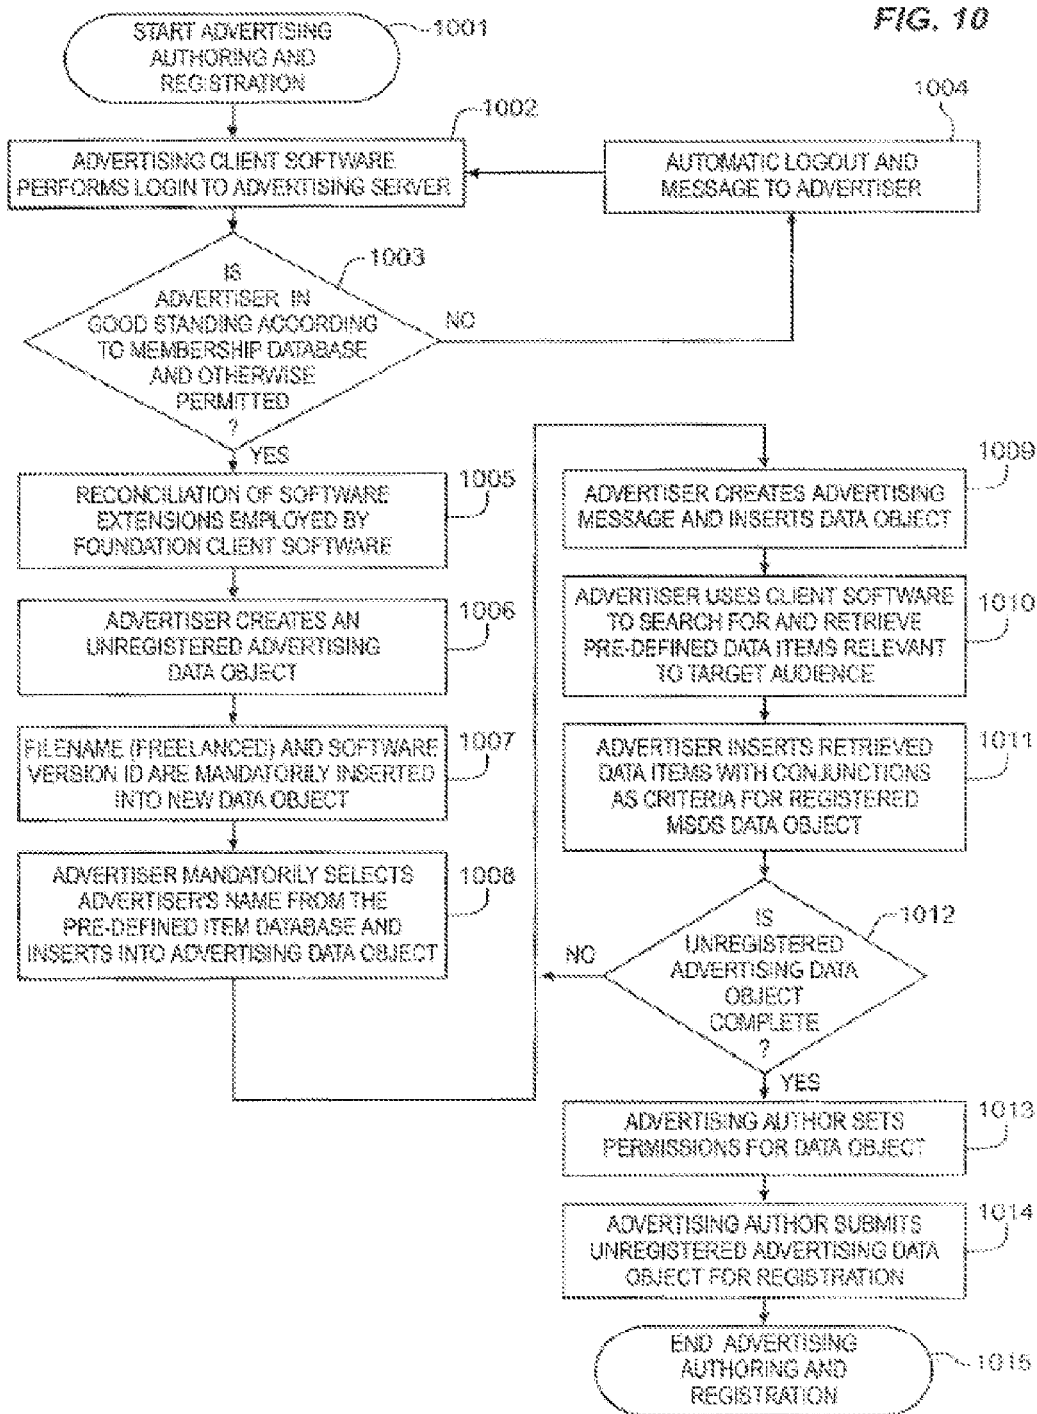 FIG. 10
START ADVERTISING
AUTHORING AND
REGISTRATION
1001
1002
ADVERTISING CLIENT SOFTWARE
PERFORMS LOGIN TO ADVERTISING SERVER
1004
AUTOMATIC LOGOUT AND
MESSAGE TO ADVERTISER
1003
IS
ADVERTISER IN
GOOD STANDING ACCORDING
TO MEMBERSHIP DATABASE
AND OTHERWISE
PERMITTED
?
NO
YES
1005
RECONCILIATION OF SOFTWARE
EXTENSIONS EMPLOYED BY
FOUNDATION CLIENT SOFTWARE
1006
ADVERTISER CREATES AN
UNREGISTERED ADVERTISING
DATA OBJECT
1007
FILENAME (FREELANCED) AND SOFTWARE
VERSION ID ARE MANDATORILY INSERTED
INTO NEW DATA OBJECT
1008
ADVERTISER MANDATORILY SELECTS
ADVERTISER'S NAME FROM THE
PRE-DEFINED ITEM DATABASE AND
INSERTS INTO ADVERTISING DATA OBJECT
1009
ADVERTISER CREATES ADVERTISING
MESSAGE AND INSERTS DATA OBJECT
1010
ADVERTISER USES CLIENT SOFTWARE
TO SEARCH FOR AND RETRIEVE
PRE-DEFINED DATA ITEMS RELEVANT
TO TARGET AUDIENCE
1011
ADVERTISER INSERTS RETRIEVED
DATA ITEMS WITH CONJUNCTIONS
AS CRITERIA FOR REGISTERED
MSDS DATA OBJECT
1012
IS
UNREGISTERED
ADVERTISING DATA
OBJECT
COMPLETE
?
NO
YES
1013
ADVERTISING AUTHOR SETS
PERMISSIONS FOR DATA OBJECT
1014
ADVERTISING AUTHOR SUBMITS
UNREGISTERED ADVERTISING DATA
OBJECT FOR REGISTRATION
END ADVERTISING
AUTHORING AND
REGISTRATION
1015